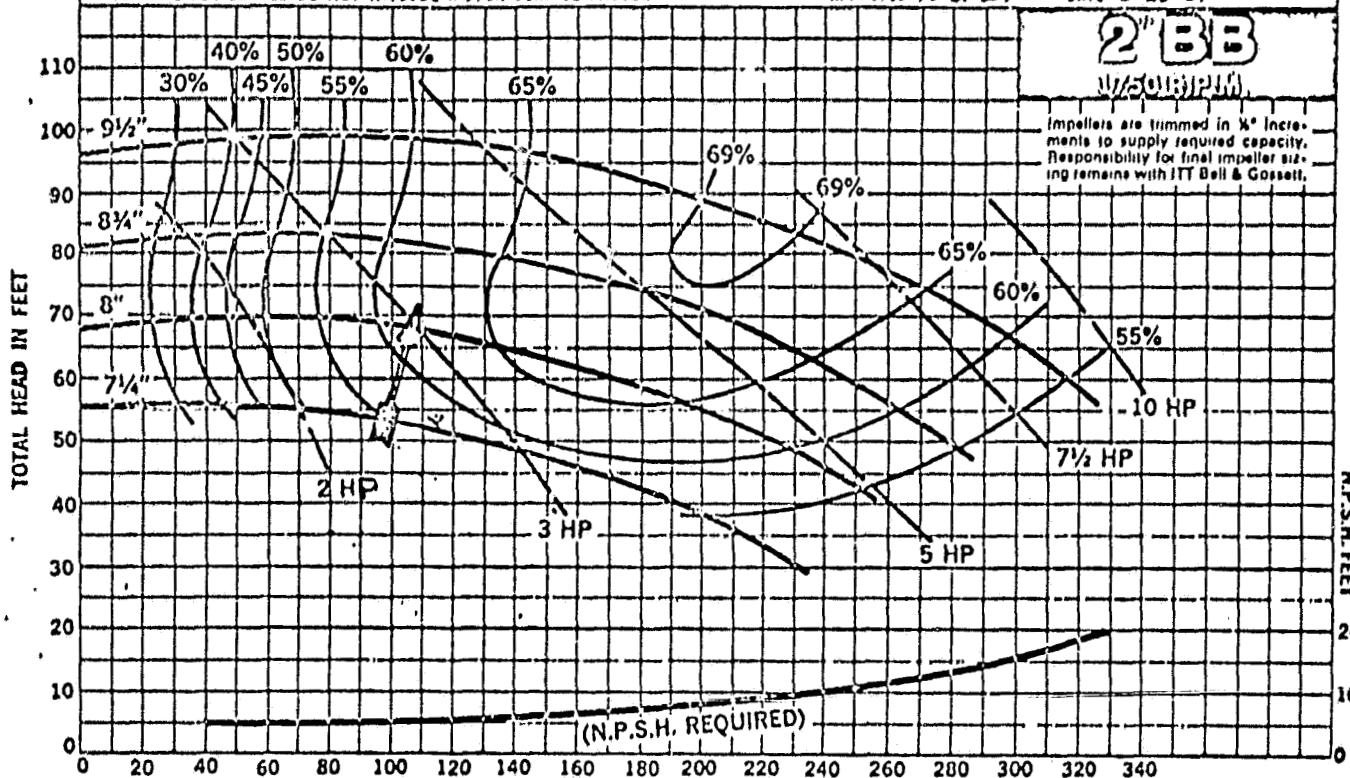 2" BB
1750 R.P.M.
Impellers are trimmed in ⅛" incre-
ments to supply required capacity.
Responsibility for final impeller siz-
ing remains with ITT Bell & Gossett.
40% 50% 60%
30% 45% 55% 65%
69%
69%
65%
60%
55%
9½"
8¾"
8"
7¼"
2 HP
3 HP
5 HP
7½ HP
10 HP
TOTAL HEAD IN FEET
110
100
90
80
70
60
50
40
30
20
10
0
N.P.S.H. FEET
10
0
(N.P.S.H. REQUIRED)
0 20 40 60 80 100 120 140 160 180 200 220 240 260 280 300 320 340